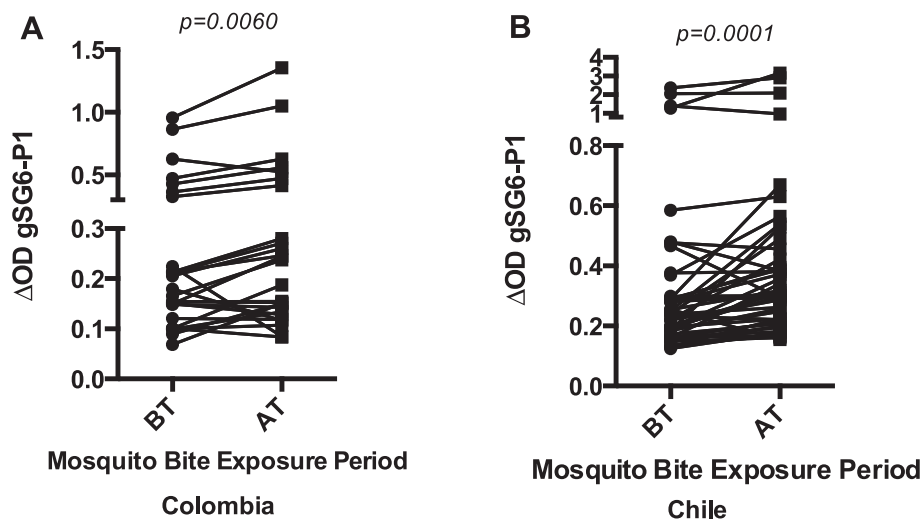 A
p=0.0060
1.5
1.0
0.5
0.3
0.2
0.1
0.0
ΔOD gSG6-P1
BT
AT
Mosquito Bite Exposure Period
Colombia
B
p=0.0001
4
3
2
1
0.8
0.6
0.4
0.2
0.0
ΔOD gSG6-P1
BT
AT
Mosquito Bite Exposure Period
Chile